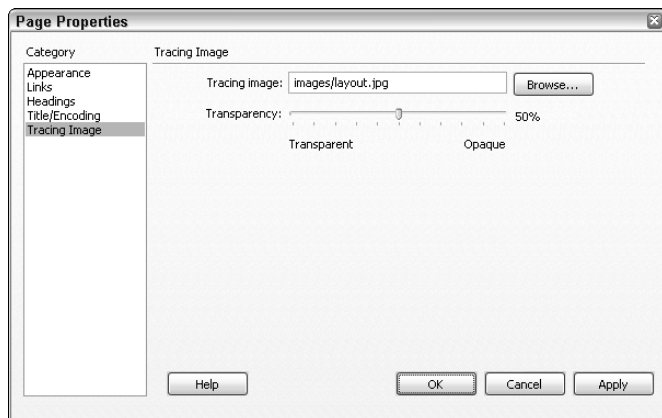 Page Properties
Category
Appearance
Links
Headings
Title/Encoding
Tracing Image
Tracing Image
Tracing image: images/layout.jpg Browse...
Transparency: 50%
Transparent Opaque
Help OK Cancel Apply